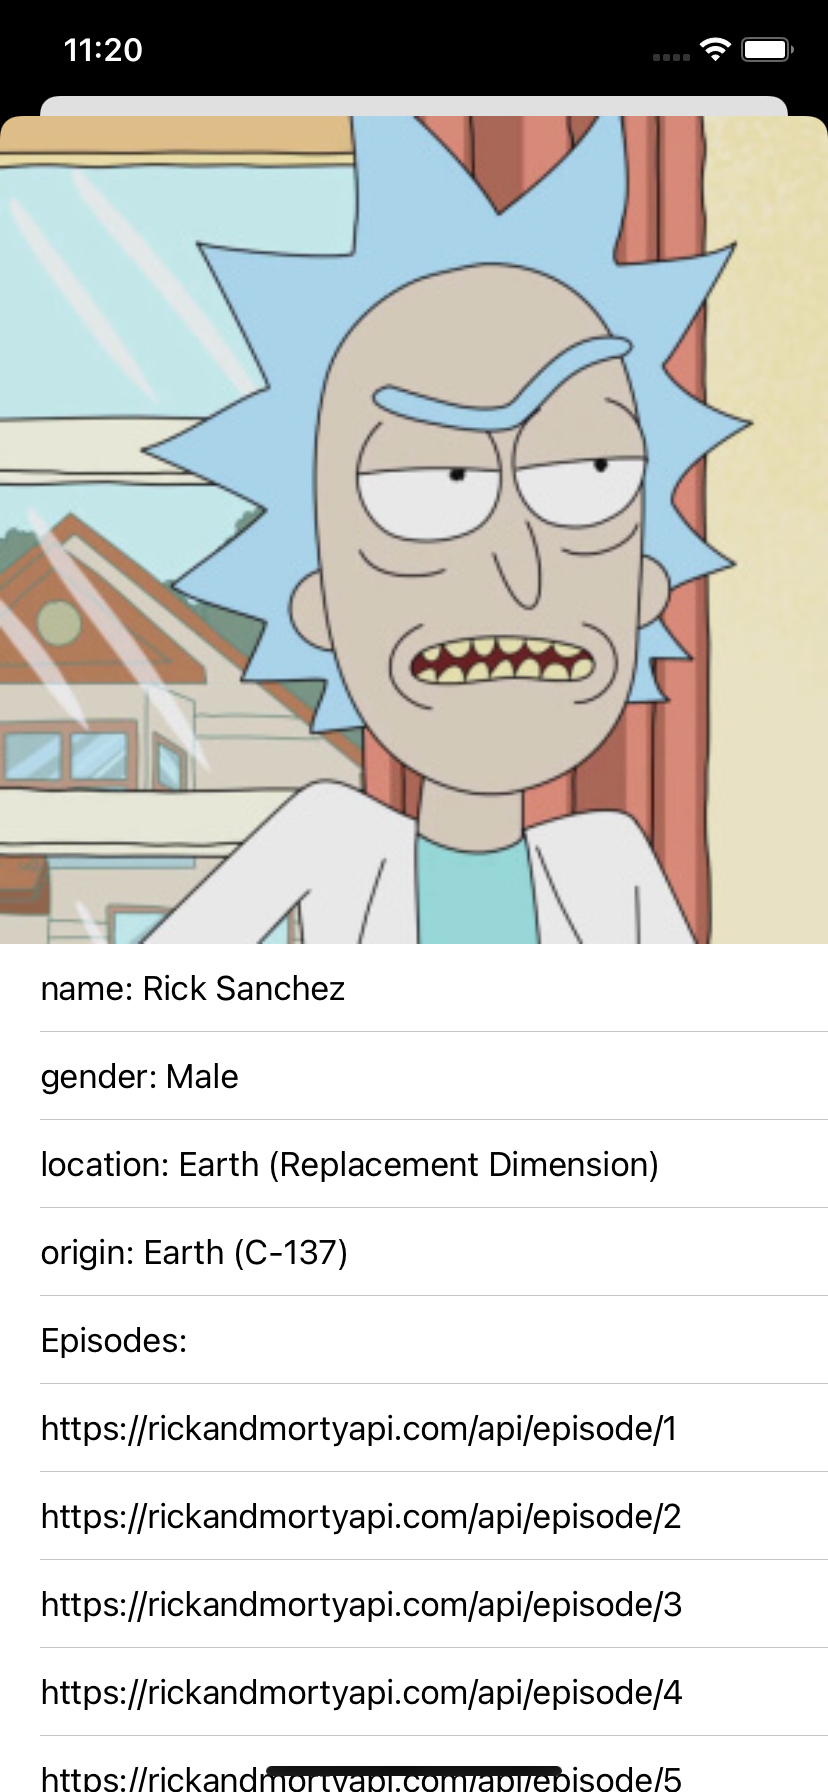 11:20
name: Rick Sanchez
gender: Male
location: Earth (Replacement Dimension)
origin: Earth (C-137)
Episodes:
https://rickandmortyapi.com/api/episode/1
https://rickandmortyapi.com/api/episode/2
https://rickandmortyapi.com/api/episode/3
https://rickandmortyapi.com/api/episode/4
https://rickandmortyapi.com/api/episode/5